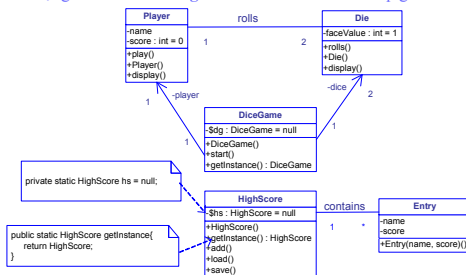 Player
-name
-score : int = 0
+play()
+Player()
+display()
rolls
1
2
Die
-faceValue : int = 1
+rolls()
+Die()
+display()
-player
1
1
-dice
2
1
DiceGame
-$dg : DiceGame = null
+DiceGame()
+start()
+getInstance() : DiceGame
private static HighScore hs = null;
public static HighScore getInstance{
return HighScore;
}
HighScore
-$hs : HighScore = null
+HighScore()
+getInstance() : HighScore
+add()
+load()
+save()
contains
1
*
Entry
-name
-score
+Entry(name, score)()